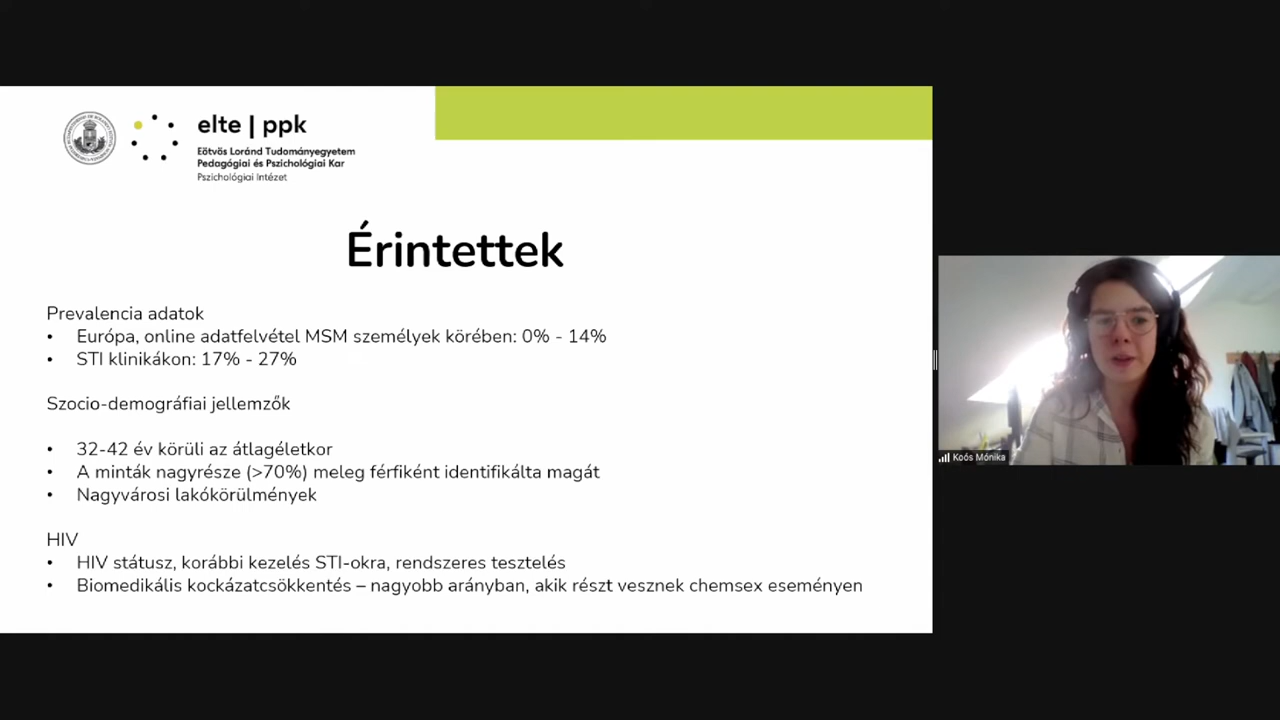 elte | ppk
Eötvös Loránd Tudományegyetem
Pedagógiai és Pszichológiai Kar
Pszichológiai Intézet
Érintettek
Prevalencia adatok
• Európa, online adatfelvétel MSM személyek körében: 0% - 14%
• STI klinikákon: 17% - 27%
Szocio-demográfiai jellemzők
• 32-42 év körüli az átlagéletkor
• A minták nagyrésze (>70%) meleg férfiként identifikálta magát
• Nagyvárosi lakókörülmények
HIV
• HIV státusz, korábbi kezelés STI-okra, rendszeres tesztelés
• Biomedikális kockázatcsökkentés – nagyobb arányban, akik részt vesznek chemsex eseményen
Koós Mónika